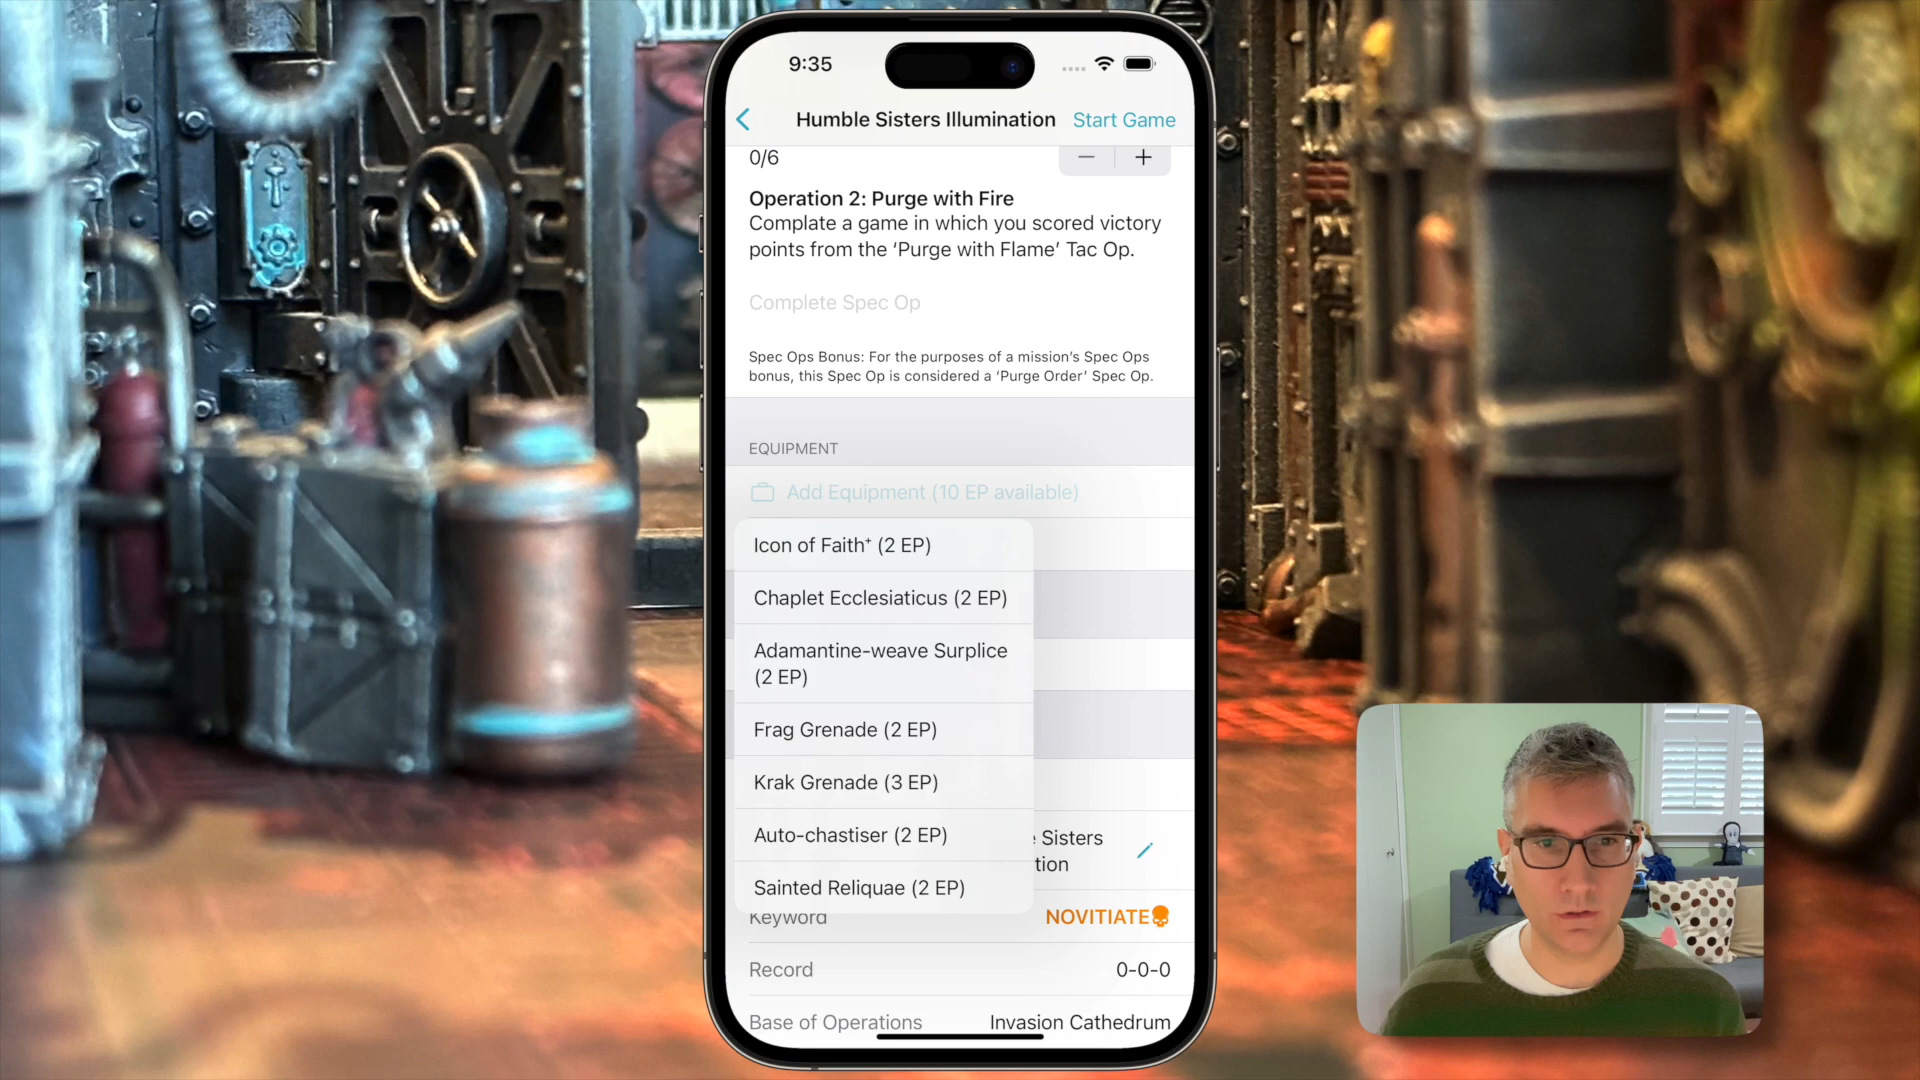 9:35
Humble Sisters Illumination
Start Game
0/6
Operation 2: Purge with Fire
Complate a game in which you scored victory
points from the ‘Purge with Flame’ Tac Op.
Complete Spec Op
Spec Ops Bonus: For the purposes of a mission’s Spec Ops
bonus, this Spec Op is considered a ‘Purge Order’ Spec Op.
EQUIPMENT
Add Equipment (10 EP available)
Icon of Faith⁺ (2 EP)
Chaplet Ecclesiaticus (2 EP)
Adamantine-weave Surplice
(2 EP)
Frag Grenade (2 EP)
Krak Grenade (3 EP)
Auto-chastiser (2 EP)
Sisters
tion
Sainted Reliquae (2 EP)
Keyword
NOVITIATE
Record
0-0-0
Base of Operations
Invasion Cathedrum